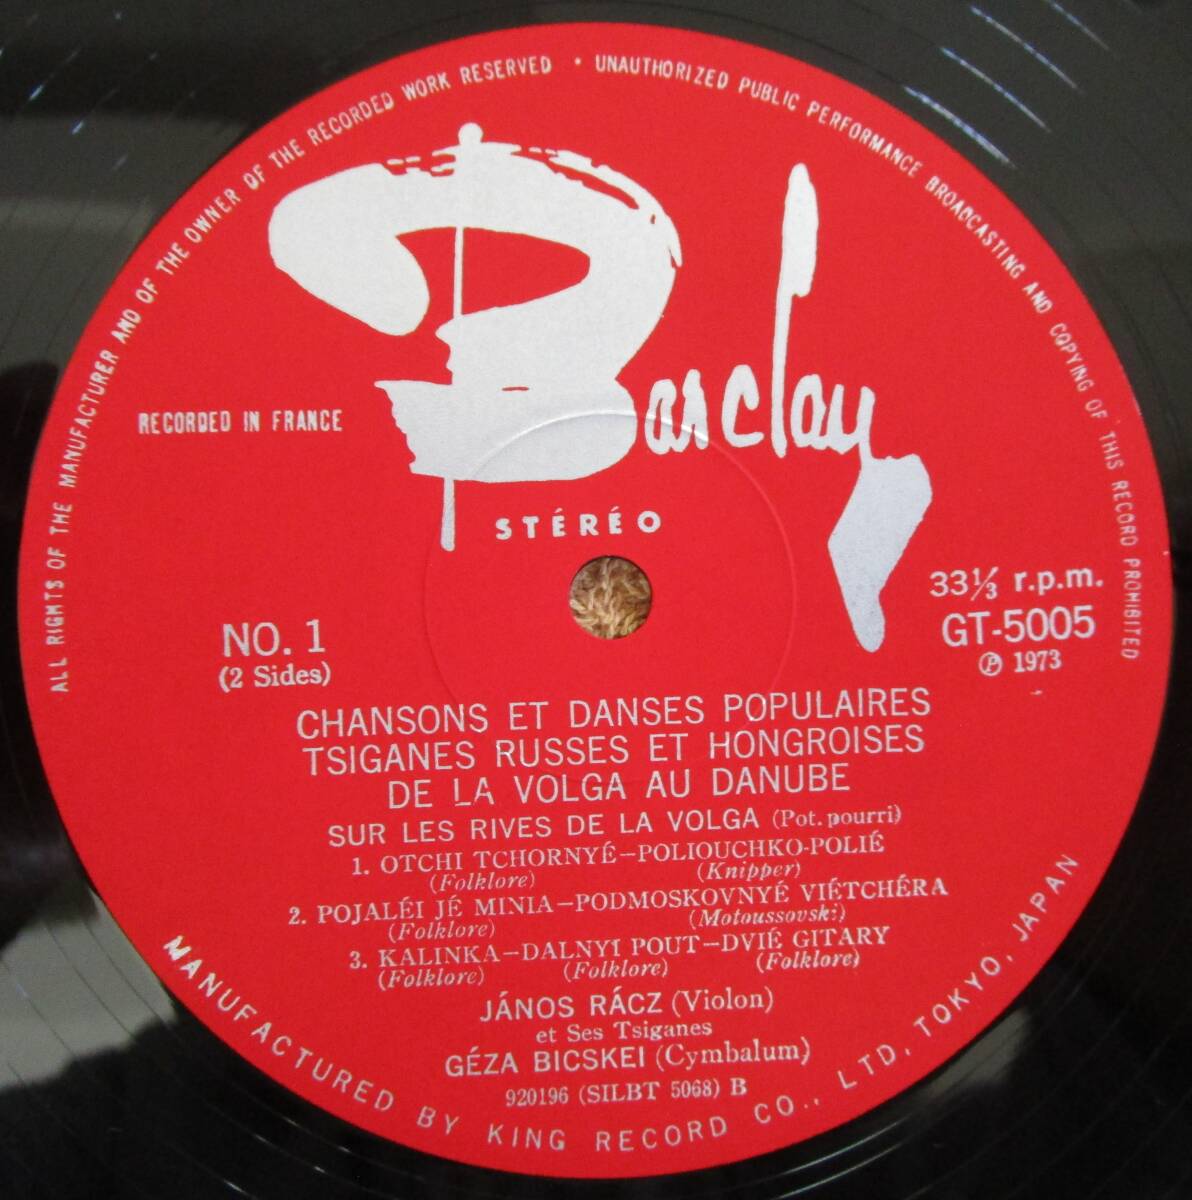 ALL RIGHTS OF THE MANUFACTURER AND OF THE OWNER OF THE RECORDED WORK RESERVED • UNAUTHORIZED PUBLIC PERFORMANCE BROADCASTING AND COPYING OF THIS RECORD PROHIBITED
Barclay
RECORDED IN FRANCE
STÉRÉO
33⅓ r.p.m.
GT-5005
℗ 1973
NO. 1
(2 Sides)
CHANSONS ET DANSES POPULAIRES
TSIGANES RUSSES ET HONGROISES
DE LA VOLGA AU DANUBE
SUR LES RIVES DE LA VOLGA (Pot. pourri)
1. OTCHI TCHORNYÉ—POLIOUCHKO-POLIÉ
(Folklore) (Knipper)
2. POJALÉI JÉ MINIA—PODMOSKOVNYÉ VIÉTCHÉRA
(Folklore) (Motoussovski)
3. KALINKA—DALNYI POUT—DVIÉ GITARY
(Folklore) (Folklore) (Folklore)
JÁNOS RÁCZ (Violon)
et Ses Tsiganes
GÉZA BICSKEI (Cymbalum)
920196 (SILBT 5068) B
MANUFACTURED BY KING RECORD CO., LTD, TOKYO, JAPAN